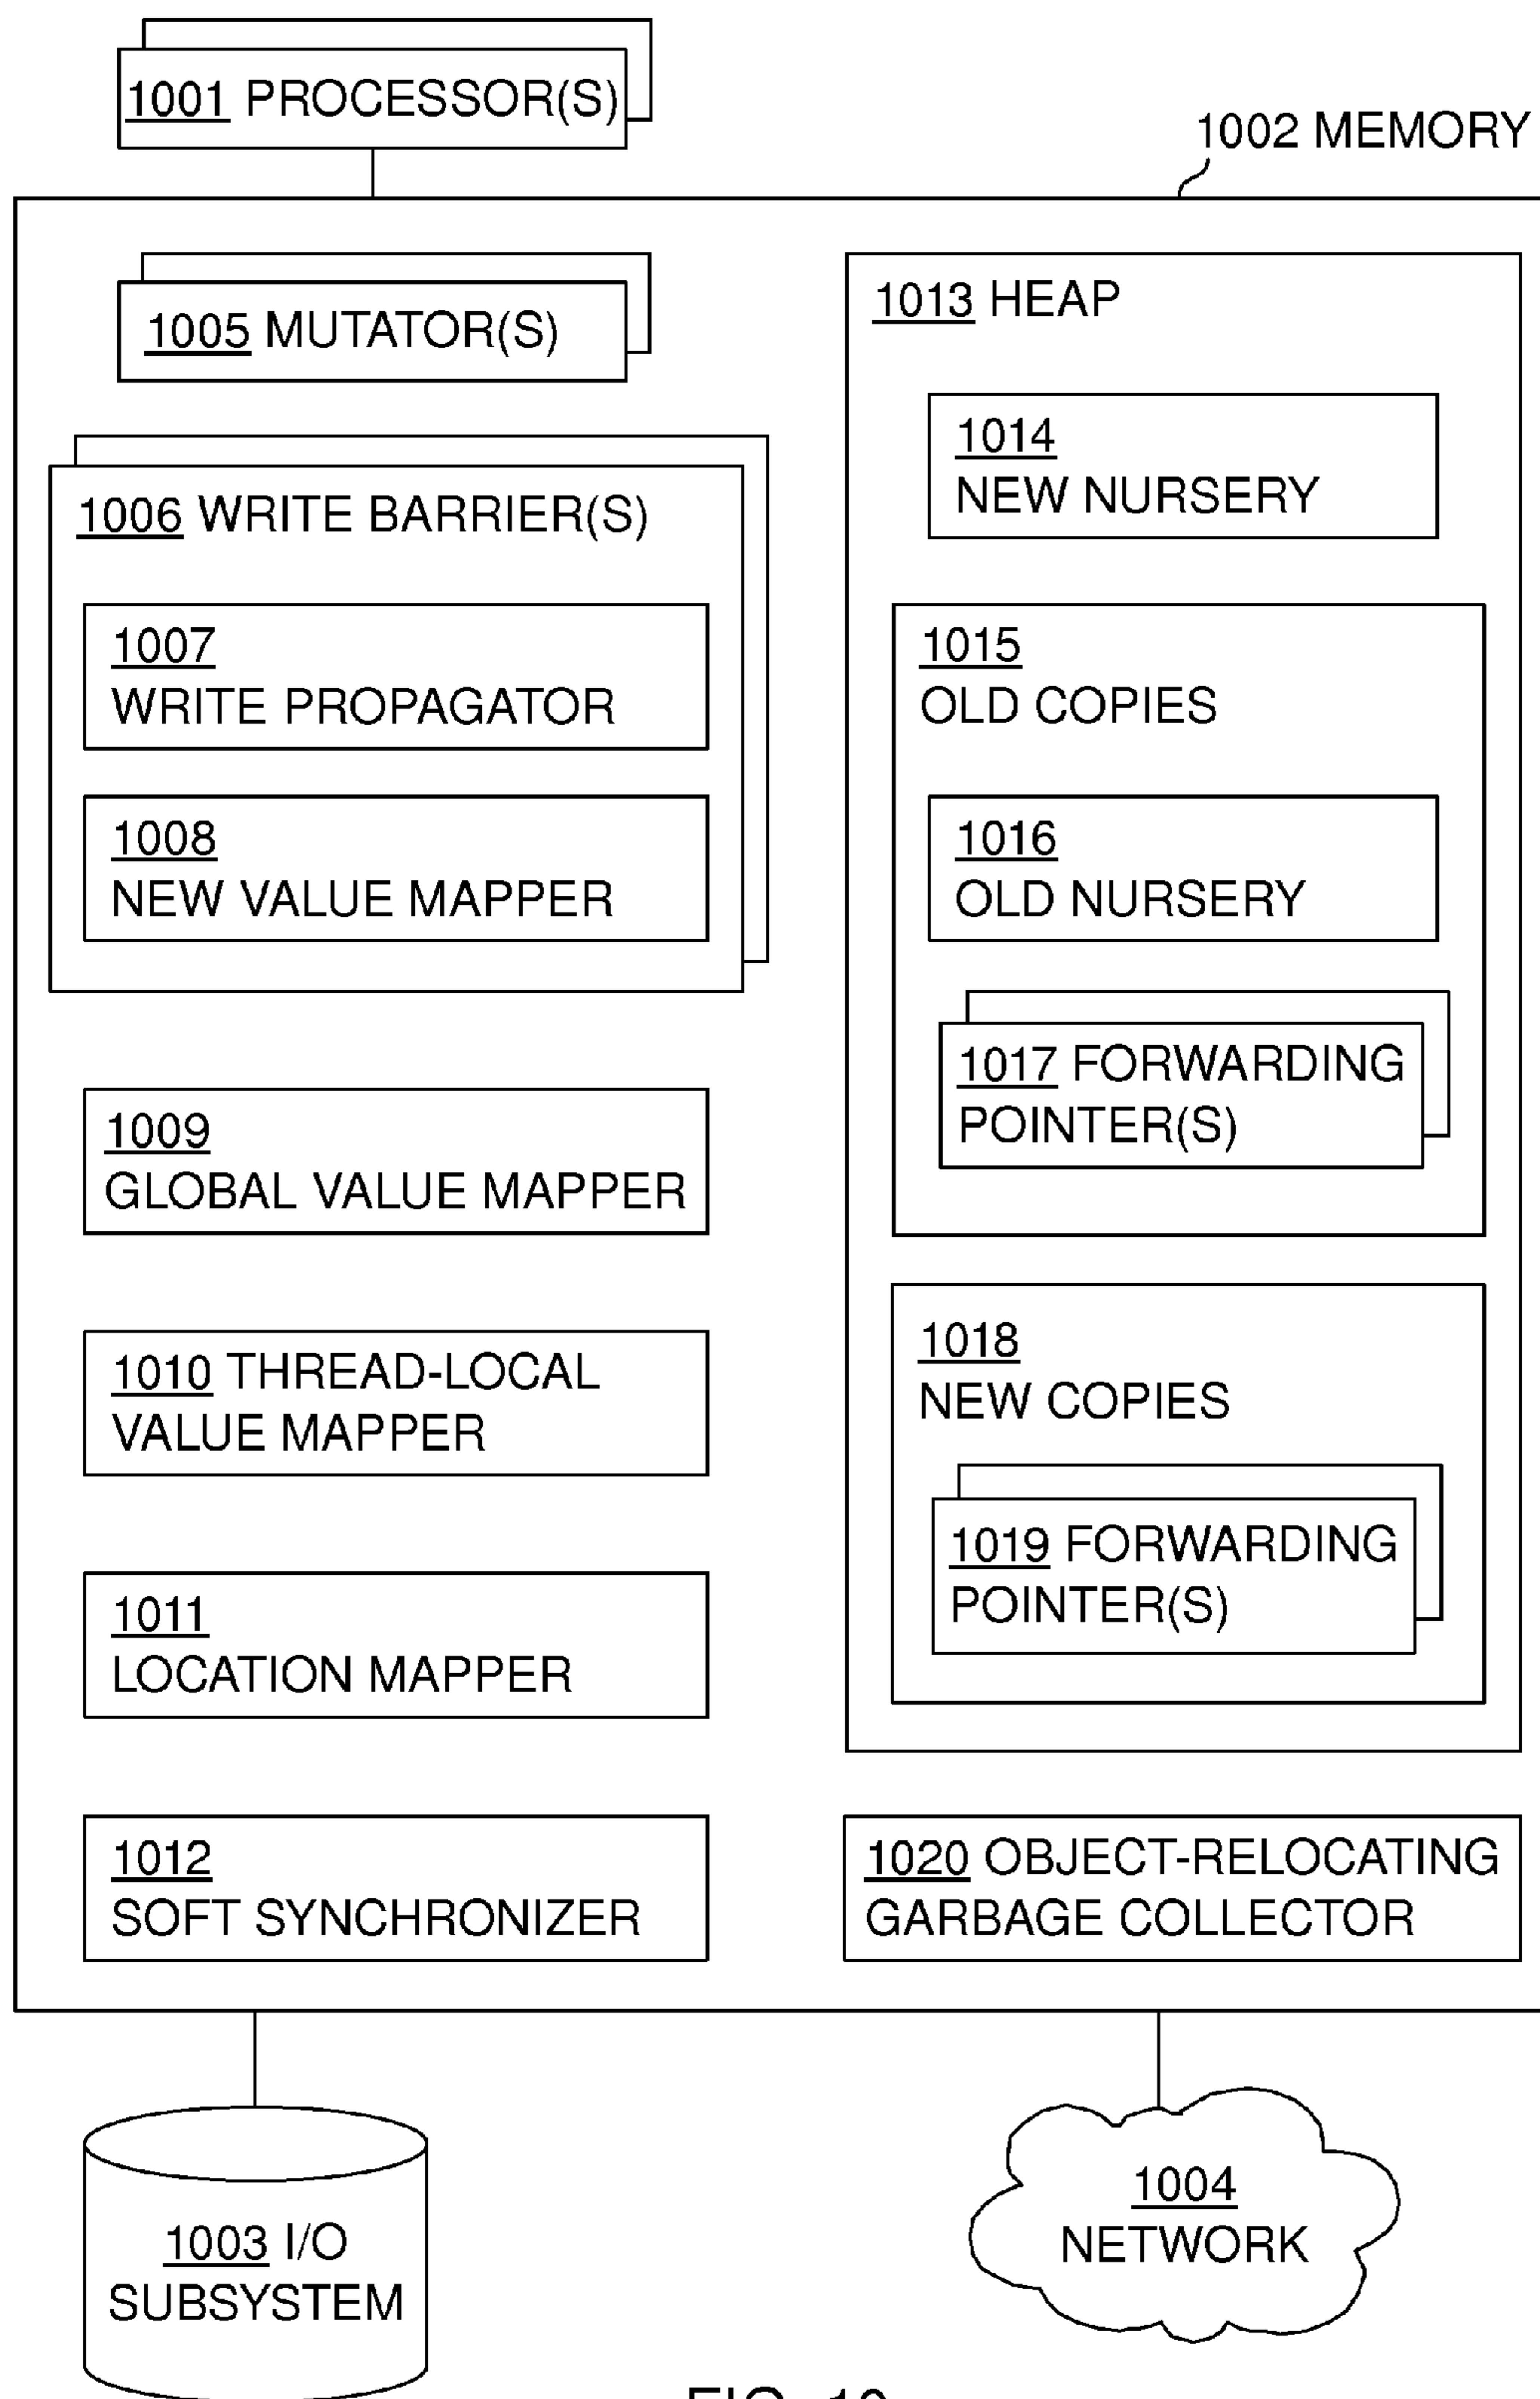 1001 PROCESSOR(S)
1002 MEMORY
1005 MUTATOR(S)
1006 WRITE BARRIER(S)
1007
WRITE PROPAGATOR
1008
NEW VALUE MAPPER
1009
GLOBAL VALUE MAPPER
1010 THREAD-LOCAL
VALUE MAPPER
1011
LOCATION MAPPER
1012
SOFT SYNCHRONIZER
1013 HEAP
1014
NEW NURSERY
1015
OLD COPIES
1016
OLD NURSERY
1017 FORWARDING
POINTER(S)
1018
NEW COPIES
1019 FORWARDING
POINTER(S)
1020 OBJECT-RELOCATING
GARBAGE COLLECTOR
1003 I/O
SUBSYSTEM
1004
NETWORK
FIG. 10